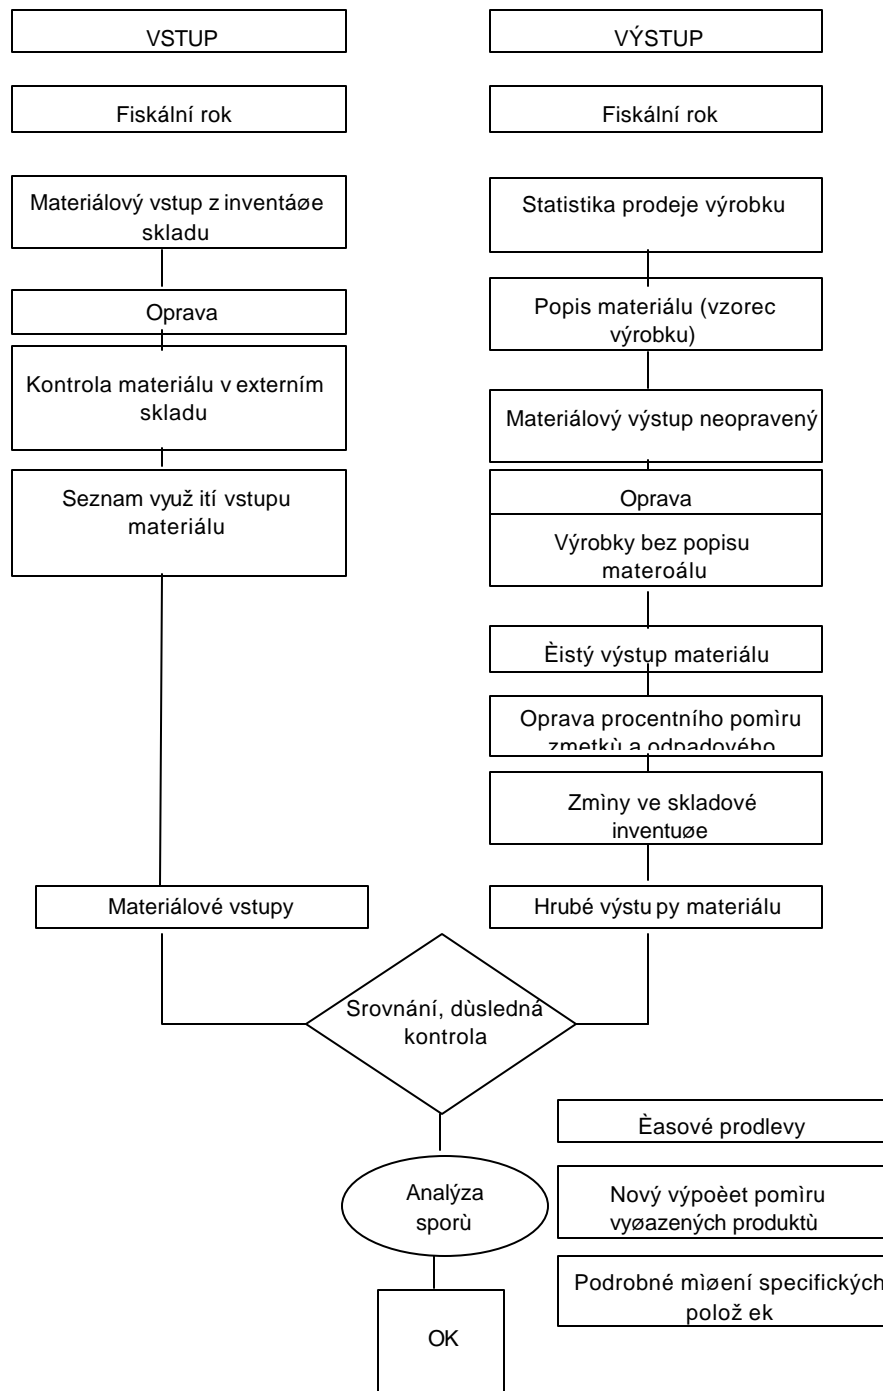 VSTUP
Fiskální rok
Materiálový vstup z inventáøe
skladu
Oprava
Kontrola materiálu v externím
skladu
Seznam využ ití vstupu
materiálu
Materiálové vstupy
VÝSTUP
Fiskální rok
Statistika prodeje výrobku
Popis materiálu (vzorec
výrobku)
Materiálový výstup neopravený
Oprava
Výrobky bez popisu
materoálu
Èistý výstup materiálu
Oprava procentního pomìru
zmetkù a odpadového
Zmìny ve skladové
inventuøe
Hrubé výstu py materiálu
Srovnání, dùsledná
kontrola
Analýza
sporù
OK
Èasové prodlevy
Nový výpoèet pomìru
vyøazených produktù
Podrobné mìøení specifických
polož ek